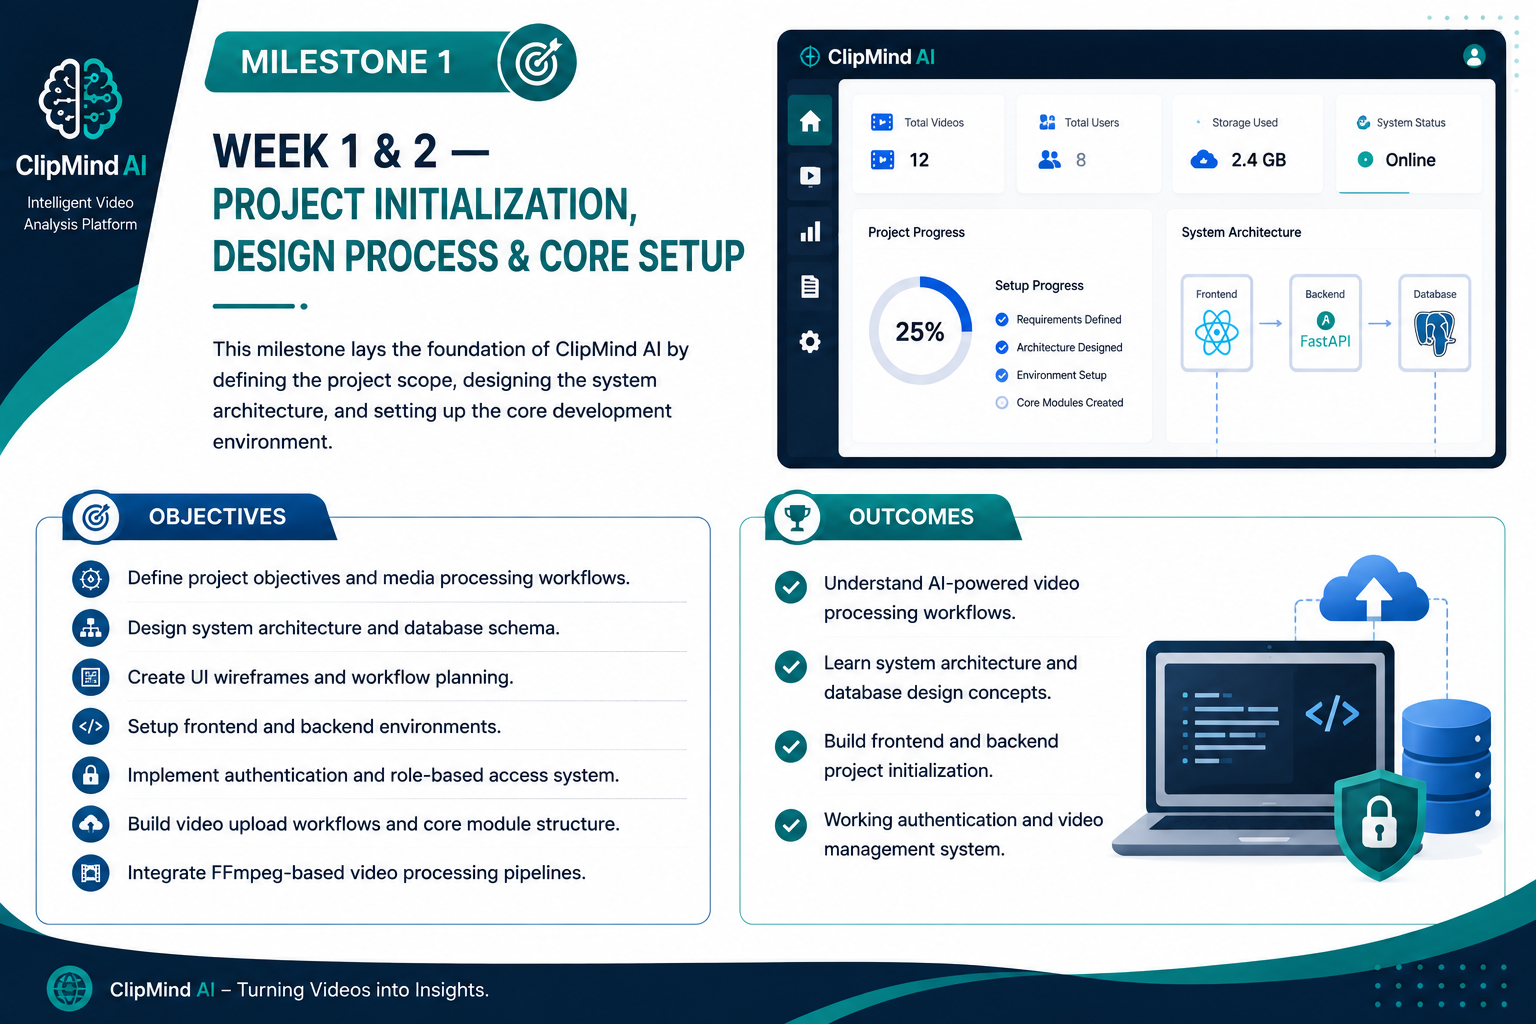 ClipMind AI
Intelligent Video
Analysis Platform
MILESTONE 1
WEEK 1 & 2 —
PROJECT INITIALIZATION,
DESIGN PROCESS & CORE SETUP
This milestone lays the foundation of ClipMind AI by
defining the project scope, designing the system
architecture, and setting up the core development
environment.
ClipMind AI
Total Videos
12
Total Users
8
Storage Used
2.4 GB
System Status
Online
Project Progress
25%
Setup Progress
Requirements Defined
Architecture Designed
Environment Setup
Core Modules Created
System Architecture
Frontend
Backend
A
FastAPI
Database
OBJECTIVES
Define project objectives and media processing workflows.
Design system architecture and database schema.
Create UI wireframes and workflow planning.
</> Setup frontend and backend environments.
Implement authentication and role-based access system.
Build video upload workflows and core module structure.
Integrate FFmpeg-based video processing pipelines.
OUTCOMES
Understand AI-powered video
processing workflows.
Learn system architecture and
database design concepts.
Build frontend and backend
project initialization.
Working authentication and video
management system.
</>
ClipMind AI – Turning Videos into Insights.